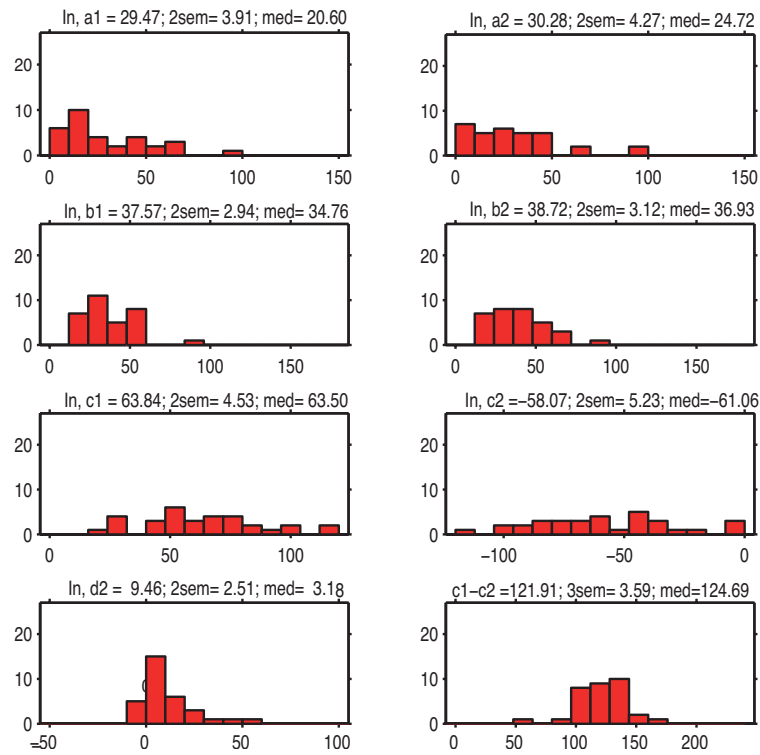 In, a1 = 29.47; 2sem= 3.91; med= 20.60
In, a2 = 30.28; 2sem= 4.27; med= 24.72
20
10
0
0 50 100 150
20
10
0
0 50 100 150
In, b1 = 37.57; 2sem= 2.94; med= 34.76
In, b2 = 38.72; 2sem= 3.12; med= 36.93
20
10
0
0 50 100 150
20
10
0
0 50 100 150
In, c1 = 63.84; 2sem= 4.53; med= 63.50
In, c2 =−58.07; 2sem= 5.23; med=−61.06
20
10
0
0 50 100
20
10
0
−100 −50 0
In, d2 = 9.46; 2sem= 2.51; med= 3.18
c1−c2 =121.91; 3sem= 3.59; med=124.69
20
10
0
−50 0 50 100
20
10
0
0 50 100 150 200